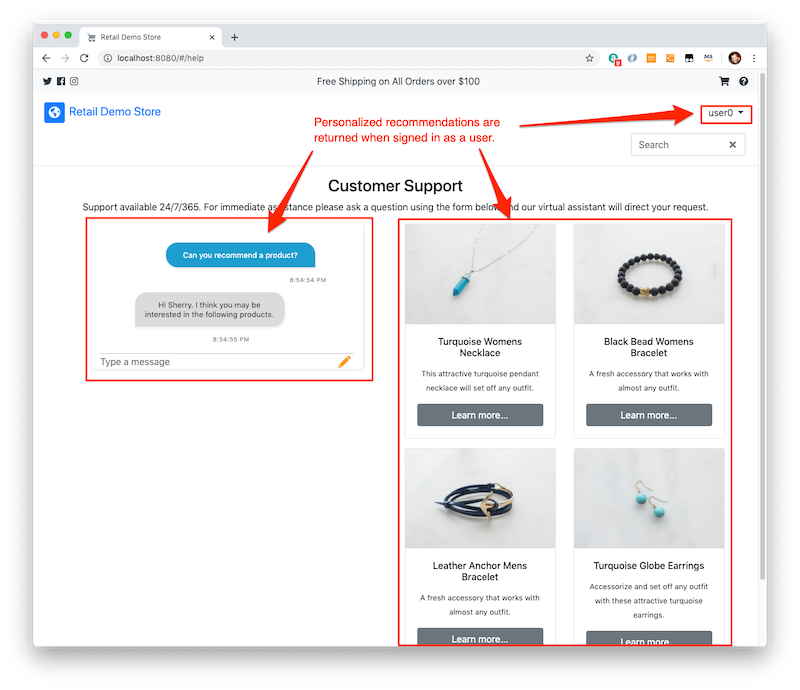 Retail Demo Store
localhost:8080/#/help
Free Shipping on All Orders over $100
Retail Demo Store
Personalized recommendations are
returned when signed in as a user.
user0
Search
Customer Support
Support available 24/7/365. For immediate assistance please ask a question using the form below and our virtual assistant will direct your request.
Can you recommend a product?
8:54:54 PM
Hi Sherry. I think you may be
interested in the following products.
8:54:55 PM
Type a message
Turquoise Womens
Necklace
This attractive turquoise pendant
necklace will set off any outfit.
Learn more...
Black Bead Womens
Bracelet
A fresh accessory that works with
almost any outfit.
Learn more...
Leather Anchor Mens
Bracelet
A fresh accessory that works with
almost any outfit.
Learn more...
Turquoise Globe Earrings
Accessorize and set off any outfit
with these attractive turquoise
earrings.
Learn more...